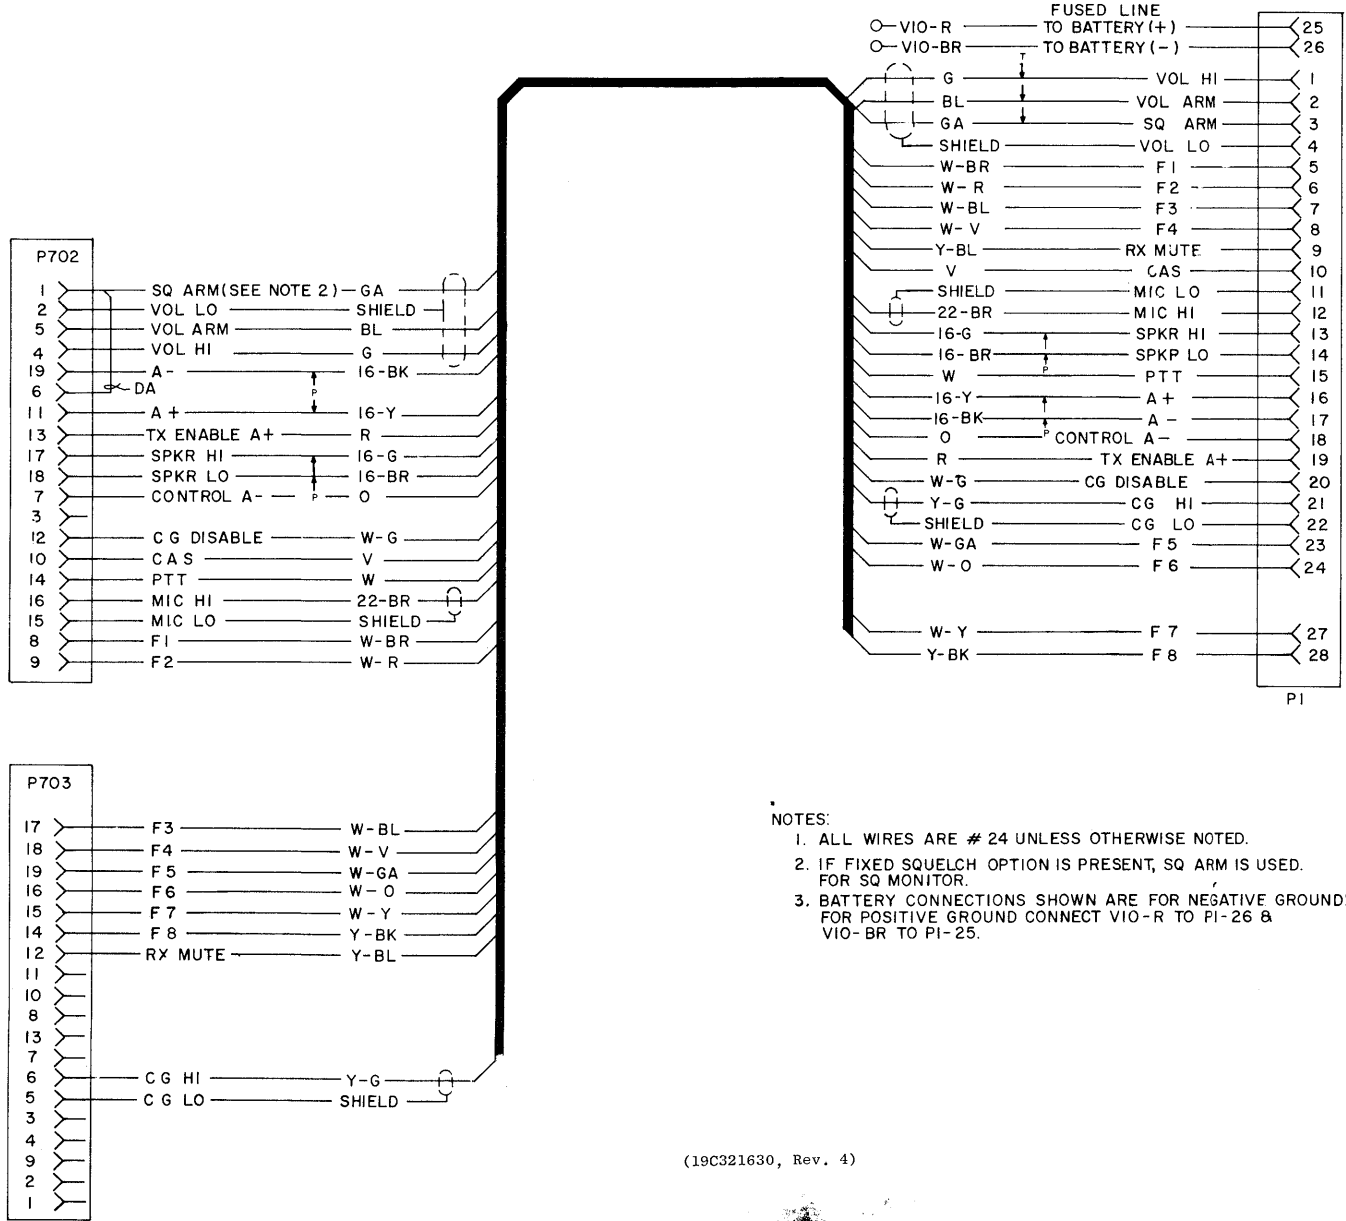 P702
1 SQ ARM(SEE NOTE 2) GA
2 VOL LO SHIELD
5 VOL ARM BL
4 VOL HI G
19 A- 16-BK
6 DA
11 A+ P 16-Y
13 TX ENABLE A+ R
17 SPKR HI 16-G
18 SPKR LO 16-BR
7 CONTROL A- P O
3
12 CG DISABLE W-G
10 CAS V
14 PTT W
16 MIC HI 22-BR
15 MIC LO SHIELD
8 F1 W-BR
9 F2 W-R
P703
17 F3 W-BL
18 F4 W-V
19 F5 W-GA
16 F6 W-O
15 F7 W-Y
14 F8 Y-BK
12 RX MUTE Y-BL
11
10
8
13
7
6 CG HI Y-G
5 CG LO SHIELD
3
4
9
2
1
FUSED LINE
VIO-R TO BATTERY(+) 25
VIO-BR TO BATTERY(-) 26
T
G VOL HI 1
BL VOL ARM 2
GA SQ ARM 3
SHIELD VOL LO 4
W-BR F1 5
W-R F2 6
W-BL F3 7
W-V F4 8
Y-BL RX MUTE 9
V CAS 10
SHIELD MIC LO 11
22-BR MIC HI 12
16-G SPKR HI 13
16-BR P SPKP LO 14
W PTT 15
16-Y A+ 16
16-BK A- 17
O P CONTROL A- 18
R TX ENABLE A+ 19
W-G CG DISABLE 20
Y-G CG HI 21
SHIELD CG LO 22
W-GA F5 23
W-O F6 24
W-Y F7 27
Y-BK F8 28
P1
NOTES:
1. ALL WIRES ARE # 24 UNLESS OTHERWISE NOTED.
2. IF FIXED SQUELCH OPTION IS PRESENT, SQ ARM IS USED.
FOR SQ MONITOR.
3. BATTERY CONNECTIONS SHOWN ARE FOR NEGATIVE GROUND
FOR POSITIVE GROUND CONNECT VIO-R TO P1-26 &
VIO-BR TO P1-25.
(19C321630, Rev. 4)